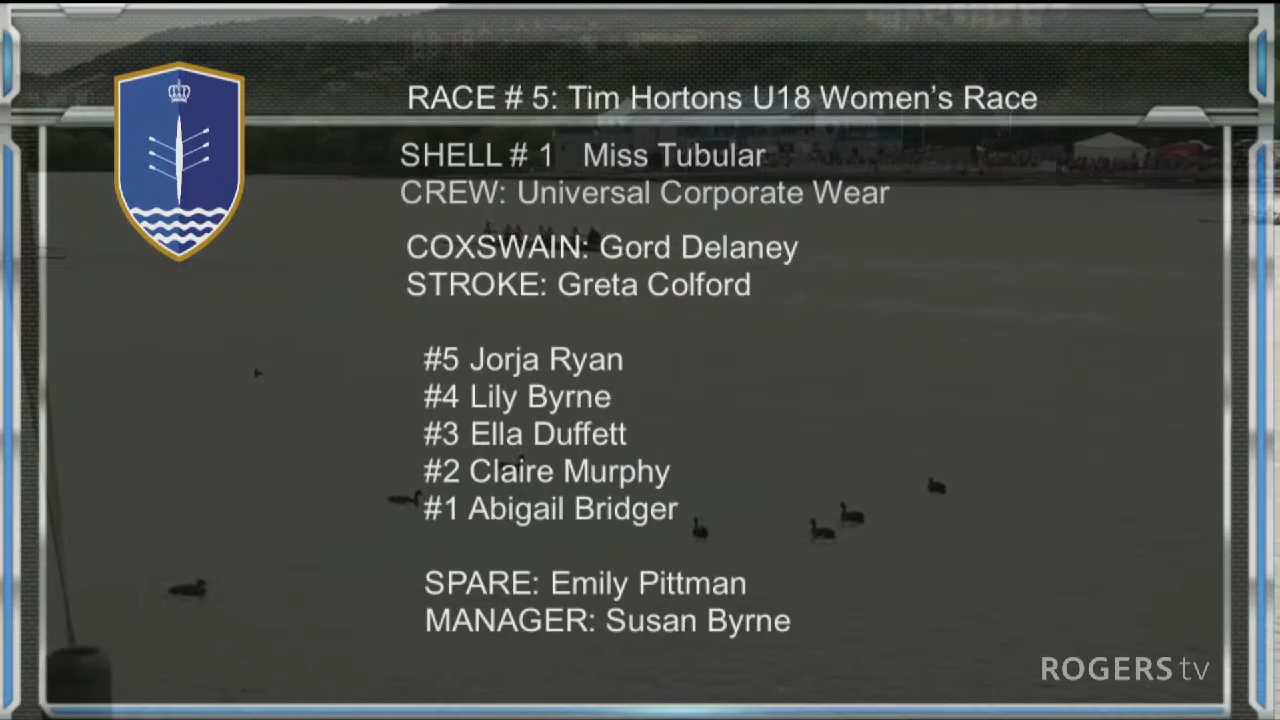 RACE # 5: Tim Hortons U18 Women's Race
SHELL # 1 Miss Tubular
CREW: Universal Corporate Wear
COXSWAIN: Gord Delaney
STROKE: Greta Colford
#5 Jorja Ryan
#4 Lily Byrne
#3 Ella Duffett
#2 Claire Murphy
#1 Abigail Bridger
SPARE: Emily Pittman
MANAGER: Susan Byrne
ROGERS tv